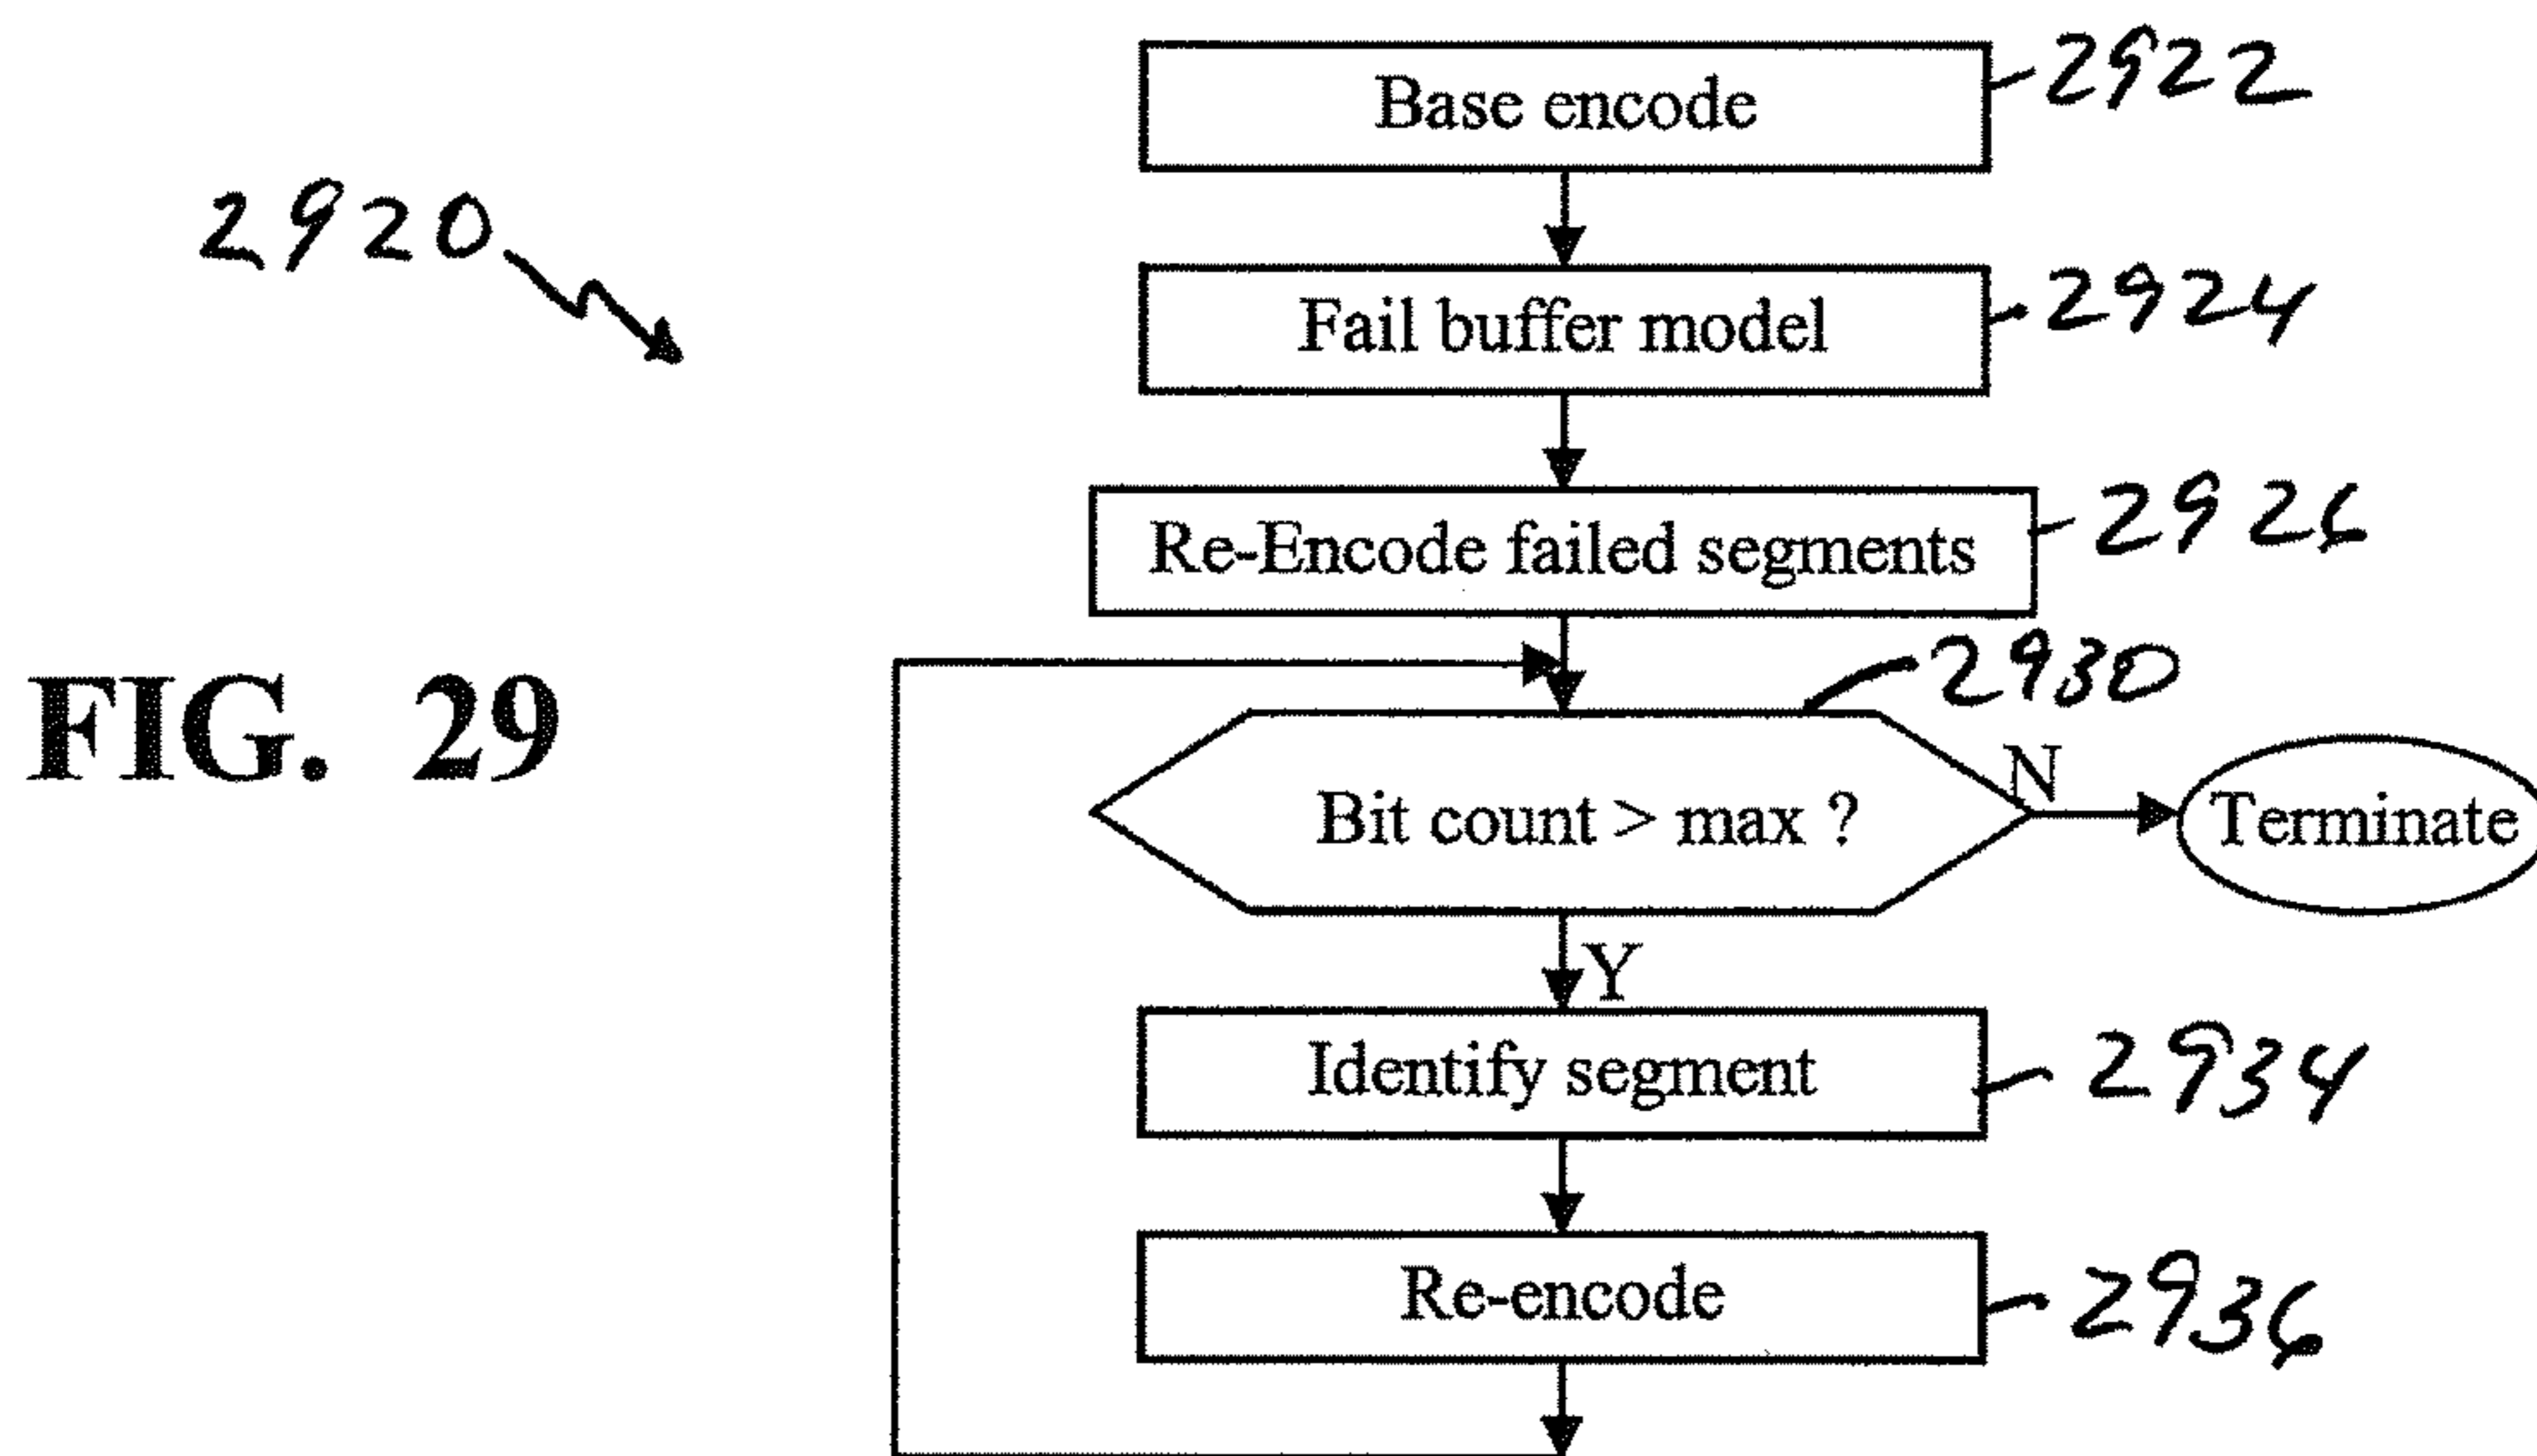 Base encode
2922
2920
Fail buffer model
2924
Re-Encode failed segments
2926
FIG. 29
2930
Bit count > max ?
N
Terminate
Y
Identify segment
2934
Re-encode
2936